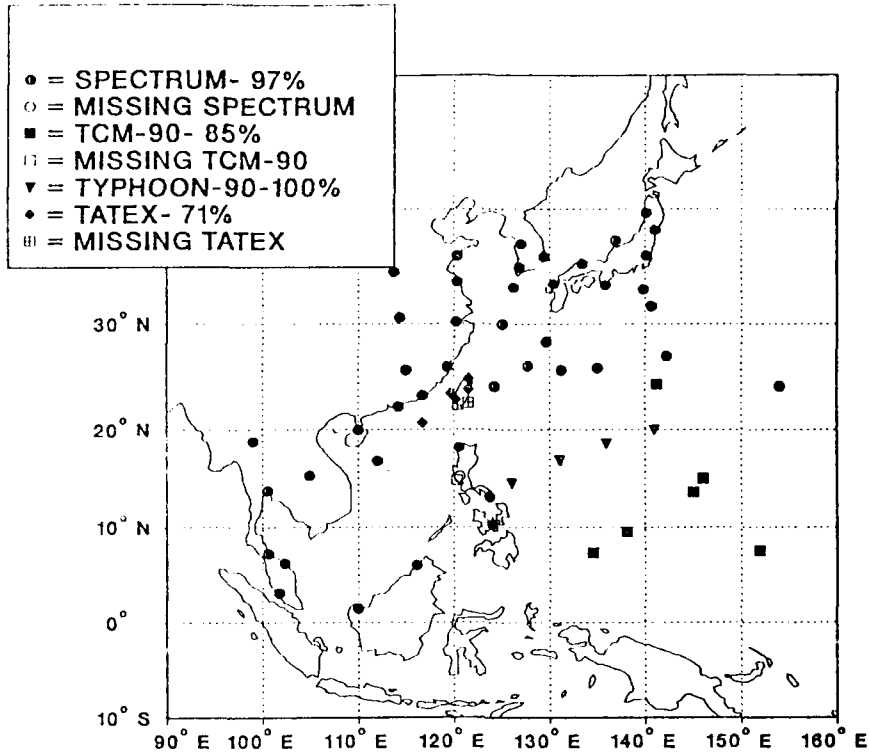 = SPECTRUM- 97%
= MISSING SPECTRUM
= TCM-90- 85%
= MISSING TCM-90
= TYPHOON-90-100%
= TATEX- 71%
= MISSING TATEX
30° N
20° N
10° N
0°
10° S
90° E 100° E 110° E 120° E 130° E 140° E 150° E 160° E